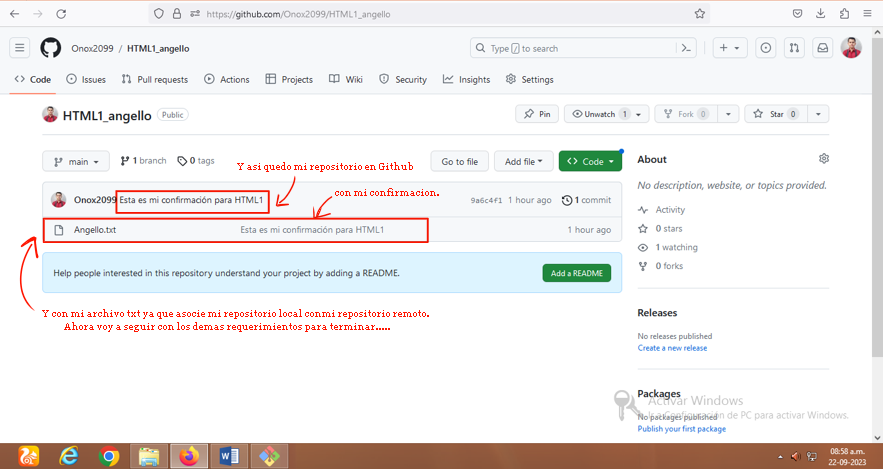 https://github.com/Onox2099/HTML1_angello
Onox2099 / HTML1_angello
Type / to search
Code Issues Pull requests Actions Projects Wiki Security Insights Settings
HTML1_angello Public
Pin Unwatch 1 Fork 0 Star 0
main 1 branch 0 tags Go to file Add file Code
About
Y asi quedo mi repositorio en Github
No description, website, or topics provided.
con mi confirmacion.
Onox2099 Esta es mi confirmación para HTML1 9a6c4f1 1 hour ago 1 commit
Activity
Angello.txt Esta es mi confirmación para HTML1 1 hour ago
0 stars
1 watching
0 forks
Help people interested in this repository understand your project by adding a README. Add a README
Y con mi archivo txt ya que asocie mi repositorio local conmi repositorio remoto.
Ahora voy a seguir con los demas requerimientos para terminar.....
Releases
No releases published
Create a new release
Packages
Activar Windows
No packages published
Configuración de PC para activar Windows.
Publish your first package
08:58 a.m.
22-09-2023